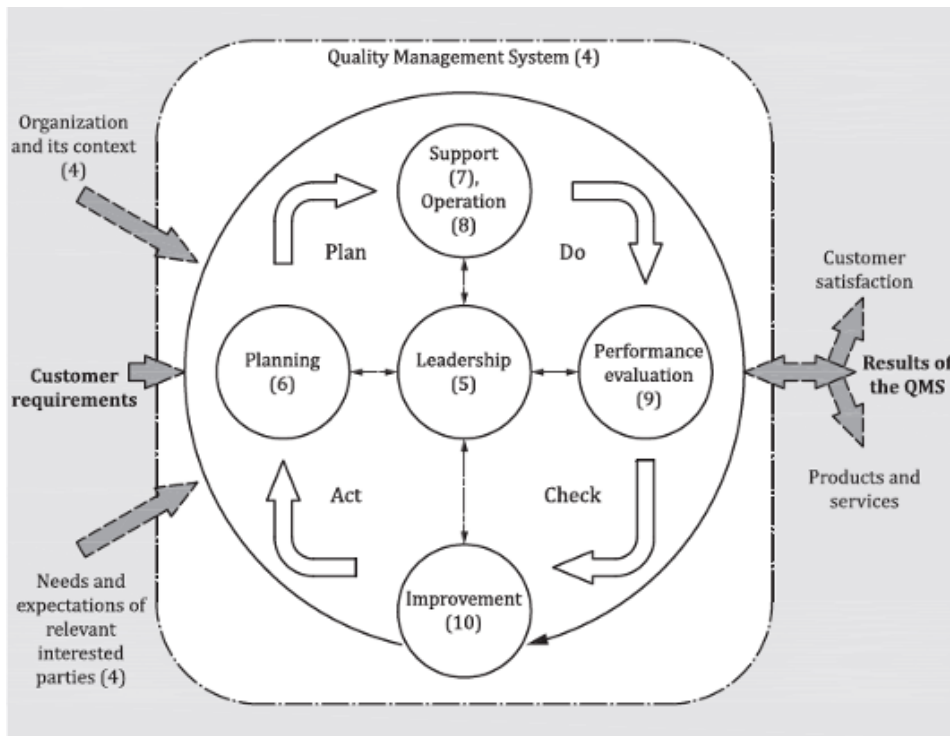 Quality Management System (4)
Organization
and its context
(4)
Support
(7),
Operation
(8)
Plan
Do
Customer
satisfaction
Customer
requirements
Planning
(6)
Leadership
(5)
Performance
evaluation
(9)
Results of
the QMS
Act
Check
Products and
services
Needs and
expectations of
relevant
interested
parties (4)
Improvement
(10)